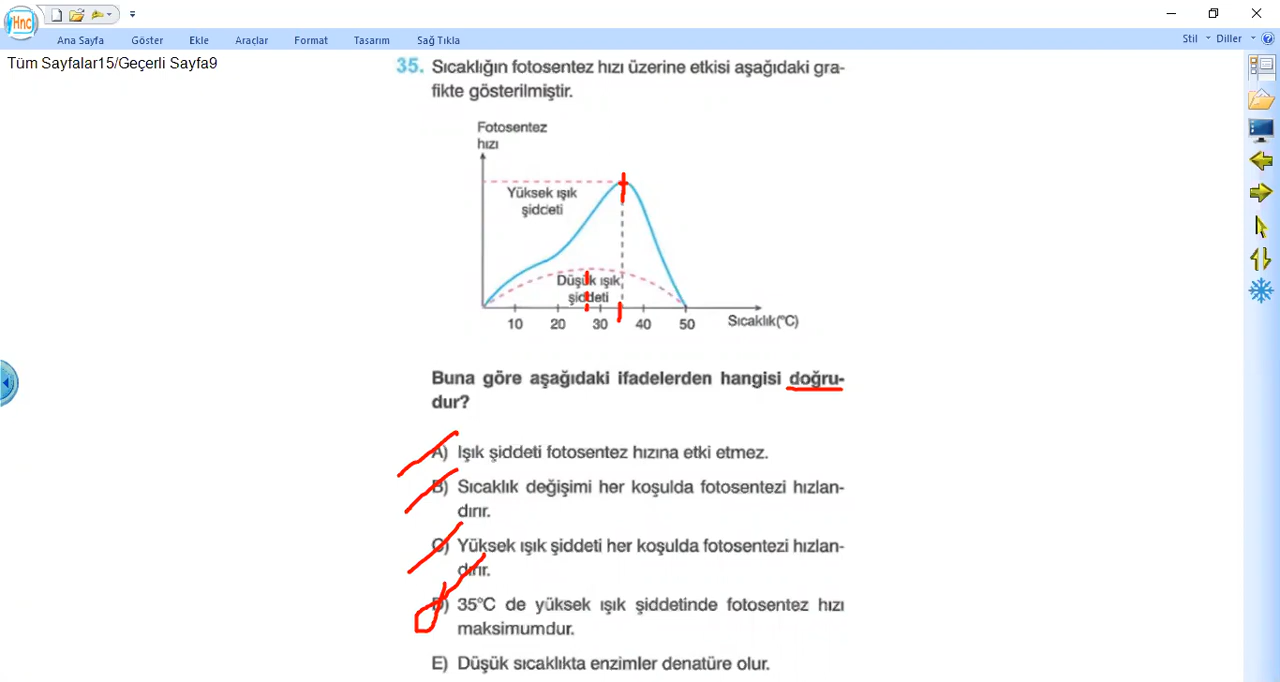 Hnc
Ana Sayfa Göster Ekle Araçlar Format Tasarım Sağ Tıkla Stil Diller
Tüm Sayfalar15/Geçerli Sayfa9
35. Sıcaklığın fotosentez hızı üzerine etkisi aşağıdaki gra-
fikte gösterilmiştir.
Fotosentez
hızı
Yüksek ışık
şiddeti
Düşük ışık
şiddeti
10 20 30 40 50 Sıcaklık(°C)
Buna göre aşağıdaki ifadelerden hangisi doğru-
dur?
A) Işık şiddeti fotosentez hızına etki etmez.
B) Sıcaklık değişimi her koşulda fotosentezi hızlan-
dırır.
C) Yüksek ışık şiddeti her koşulda fotosentezi hızlan-
dırır.
D) 35°C de yüksek ışık şiddetinde fotosentez hızı
maksimumdur.
E) Düşük sıcaklıkta enzimler denatüre olur.